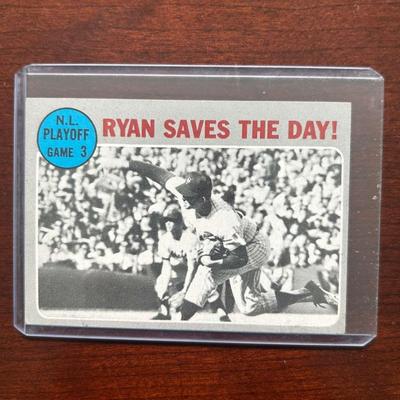 N.L.
PLAYOFF
GAME 3
RYAN SAVES THE DAY!